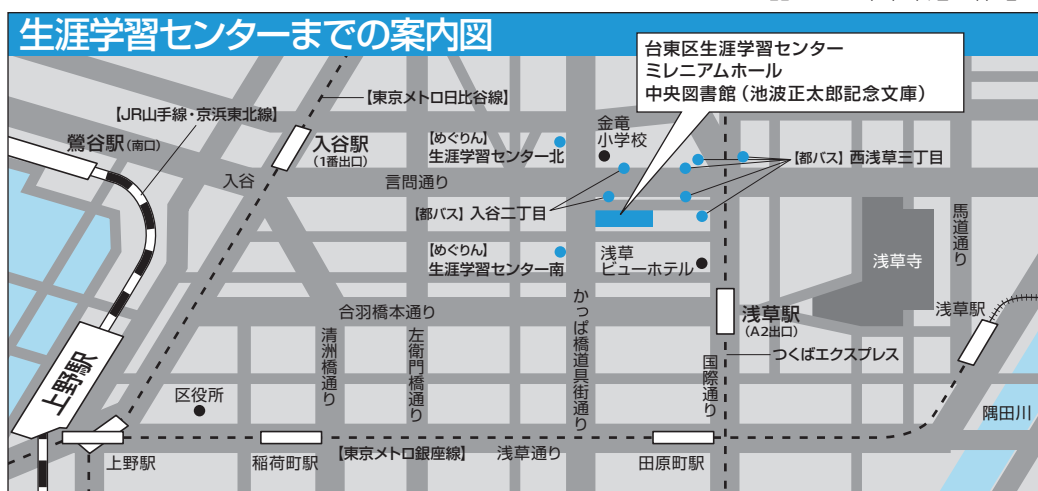 生涯学習センターまでの案内図
台東区生涯学習センター
ミレニアムホール
中央図書館(池波正太郎記念文庫)
【東京メトロ日比谷線】
【JR山手線・京浜東北線】
鶯谷駅(南口)
入谷駅
(1番出口)
【めぐりん】
生涯学習センター北
金竜
小学校
【都バス】西浅草三丁目
入谷
言問通り
【都バス】入谷二丁目
馬道通り
【めぐりん】
生涯学習センター南
浅草
ビューホテル
浅草寺
合羽橋本通り
かっぱ橋道具街通り
浅草駅
(A2出口)
浅草駅
清洲橋通り
左衛門橋通り
国際通り
つくばエクスプレス
上野駅
区役所
隅田川
上野駅
稲荷町駅
【東京メトロ銀座線】
浅草通り
田原町駅